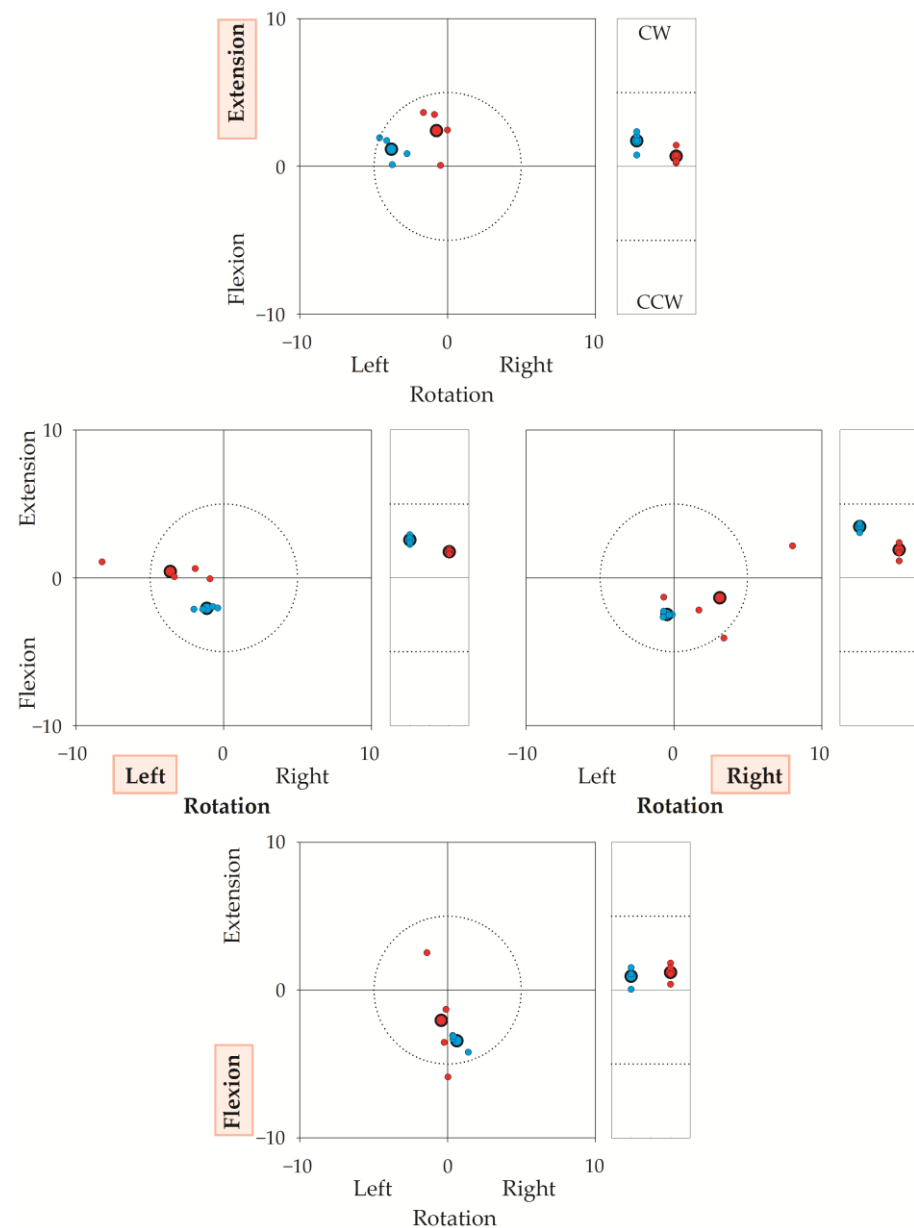 10
CW
Extension
0
Flexion
CCW
−10
−10 0 10
Left Right
Rotation
10 10
Extension
0 0
Flexion
−10 −10
−10 0 10 −10 0 10
Left Right Left Right
Rotation Rotation
10
Extension
0
Flexion
−10
−10 0 10
Left Right
Rotation